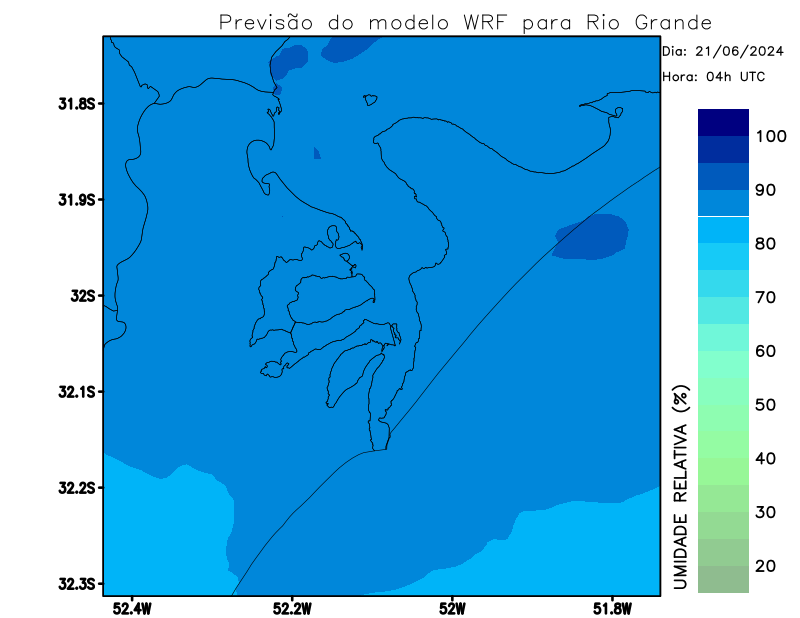 Previsão do modelo WRF para Rio Grande
Dia: 21/06/2024
Hora: 04h UTC
31.8S
31.9S
32S
32.1S
32.2S
32.3S
52.4W
52.2W
52W
51.8W
100
90
80
70
60
50
40
30
20
UMIDADE RELATIVA (%)